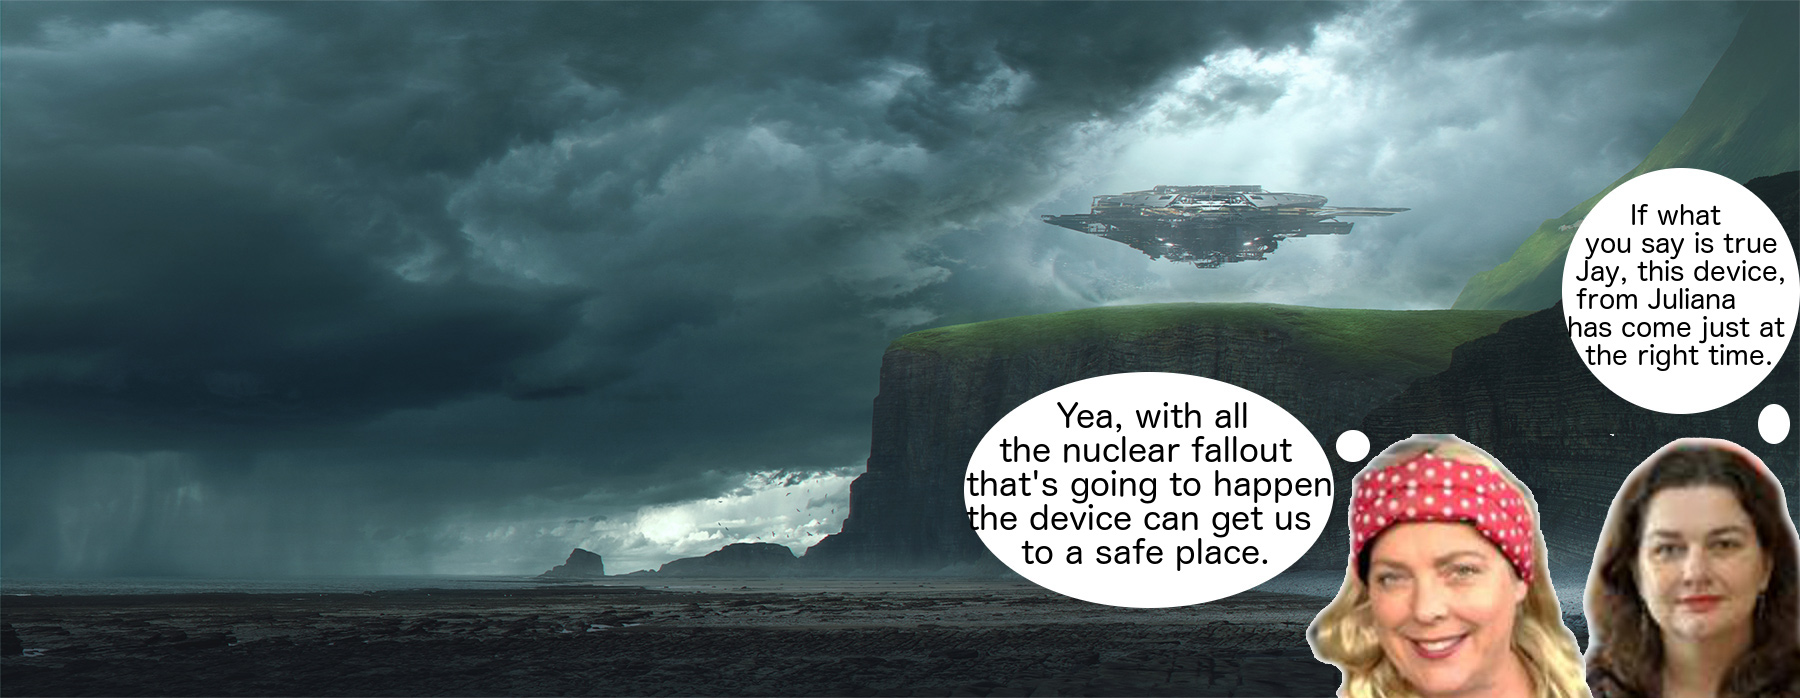 If what
you say is true
Jay, this device,
from Juliana
has come just at
the right time.
Yea, with all
the nuclear fallout
that's going to happen
the device can get us
to a safe place.